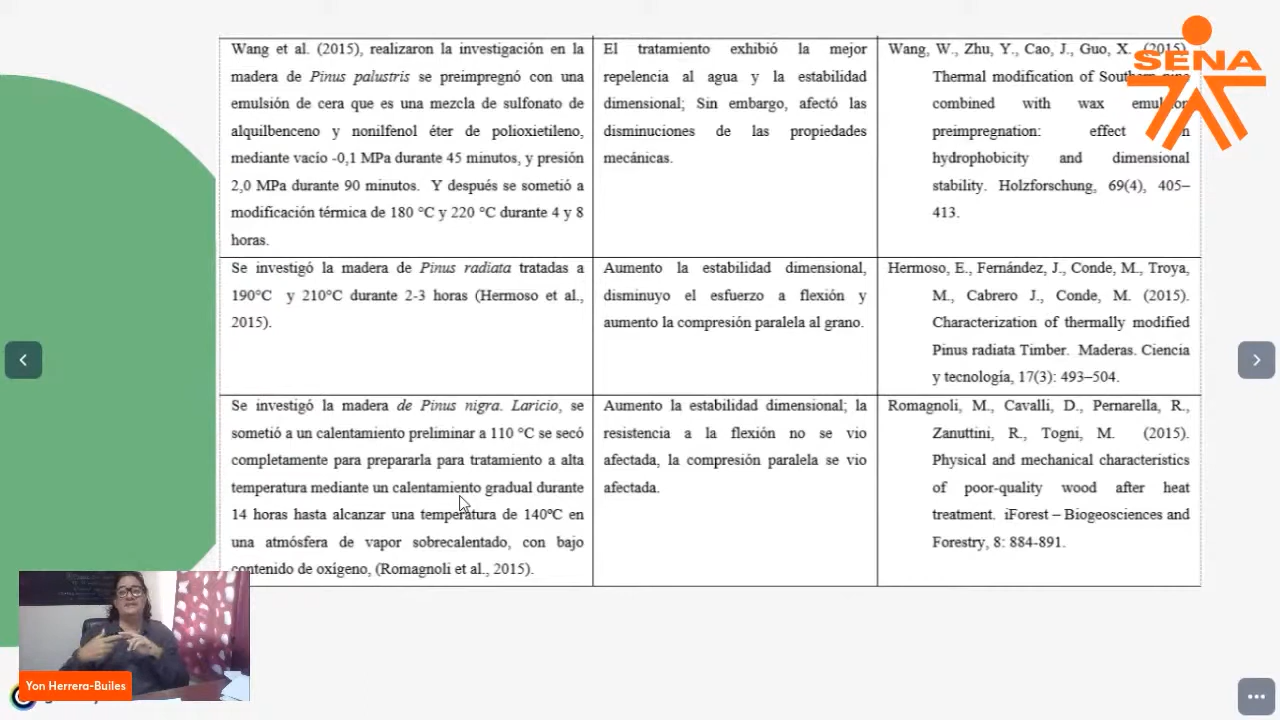 Wang et al. (2015), realizaron la investigación en la
madera de Pinus palustris se preimpregnó con una
emulsión de cera que es una mezcla de sulfonato de
alquilbenceno y nonilfenol éter de polioxietileno,
mediante vacío -0,1 MPa durante 45 minutos, y presión
2,0 MPa durante 90 minutos. Y después se sometió a
modificación térmica de 180 °C y 220 °C durante 4 y 8
horas.
El tratamiento exhibió la mejor
repelencia al agua y la estabilidad
dimensional; Sin embargo, afectó las
disminuciones de las propiedades
mecánicas.
Wang, W., Zhu, Y., Cao, J., Guo, X. (2015).
Thermal modification of Southern pine
combined with wax emulsion
preimpregnation: effect
hydrophobicity and dimensional
stability. Holzforschung, 69(4), 405–
413.
Se investigó la madera de Pinus radiata tratadas a
190°C y 210°C durante 2-3 horas (Hermoso et al.,
2015).
Aumento la estabilidad dimensional,
disminuyo el esfuerzo a flexión y
aumento la compresión paralela al grano.
Hermoso, E., Fernández, J., Conde, M., Troya,
M., Cabrero J., Conde, M. (2015).
Characterization of thermally modified
Pinus radiata Timber. Maderas. Ciencia
y tecnología, 17(3): 493–504.
Se investigó la madera de Pinus nigra. Laricio, se
sometió a un calentamiento preliminar a 110 °C se secó
completamente para prepararla para tratamiento a alta
temperatura mediante un calentamiento gradual durante
14 horas hasta alcanzar una temperatura de 140ºC en
una atmósfera de vapor sobrecalentado, con bajo
contenido de oxígeno, (Romagnoli et al., 2015).
Aumento la estabilidad dimensional; la
resistencia a la flexión no se vio
afectada, la compresión paralela se vio
afectada.
Romagnoli, M., Cavalli, D., Pernarella, R.,
Zanuttini, R., Togni, M. (2015).
Physical and mechanical characteristics
of poor-quality wood after heat
treatment. iForest – Biogeosciences and
Forestry, 8: 884-891.
SENA
Yon Herrera-Builes